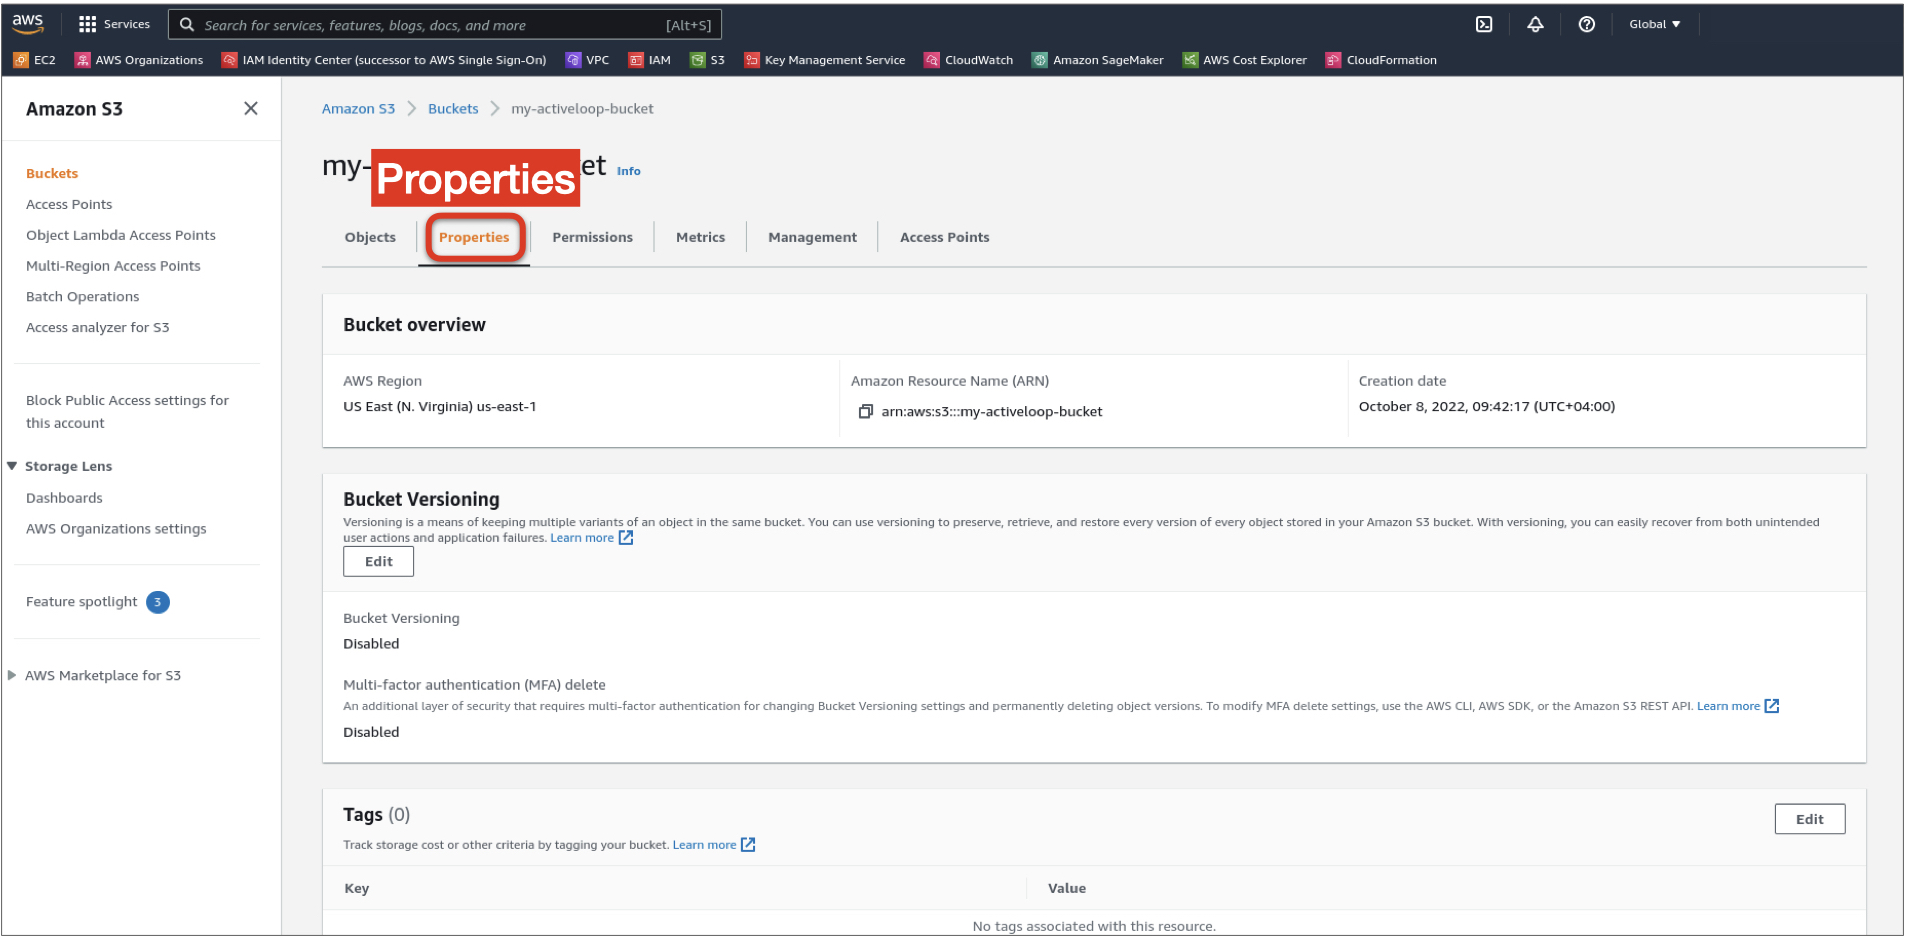 aws
Services
Search for services, features, blogs, docs, and more
[Alt+S]
Global
EC2
AWS Organizations
IAM Identity Center (successor to AWS Single Sign-On)
VPC
IAM
S3
Key Management Service
CloudWatch
Amazon SageMaker
AWS Cost Explorer
CloudFormation
Amazon S3
Buckets
Access Points
Object Lambda Access Points
Multi-Region Access Points
Batch Operations
Access analyzer for S3
Block Public Access settings for
this account
Storage Lens
Dashboards
AWS Organizations settings
Feature spotlight 3
AWS Marketplace for S3
Amazon S3 > Buckets > my-activeloop-bucket
my- et Info
Properties
Objects
Properties
Permissions
Metrics
Management
Access Points
Bucket overview
AWS Region
US East (N. Virginia) us-east-1
Amazon Resource Name (ARN)
arn:aws:s3:::my-activeloop-bucket
Creation date
October 8, 2022, 09:42:17 (UTC+04:00)
Bucket Versioning
Versioning is a means of keeping multiple variants of an object in the same bucket. You can use versioning to preserve, retrieve, and restore every version of every object stored in your Amazon S3 bucket. With versioning, you can easily recover from both unintended
user actions and application failures. Learn more
Edit
Bucket Versioning
Disabled
Multi-factor authentication (MFA) delete
An additional layer of security that requires multi-factor authentication for changing Bucket Versioning settings and permanently deleting object versions. To modify MFA delete settings, use the AWS CLI, AWS SDK, or the Amazon S3 REST API. Learn more
Disabled
Tags (0)
Edit
Track storage cost or other criteria by tagging your bucket. Learn more
Key
Value
No tags associated with this resource.